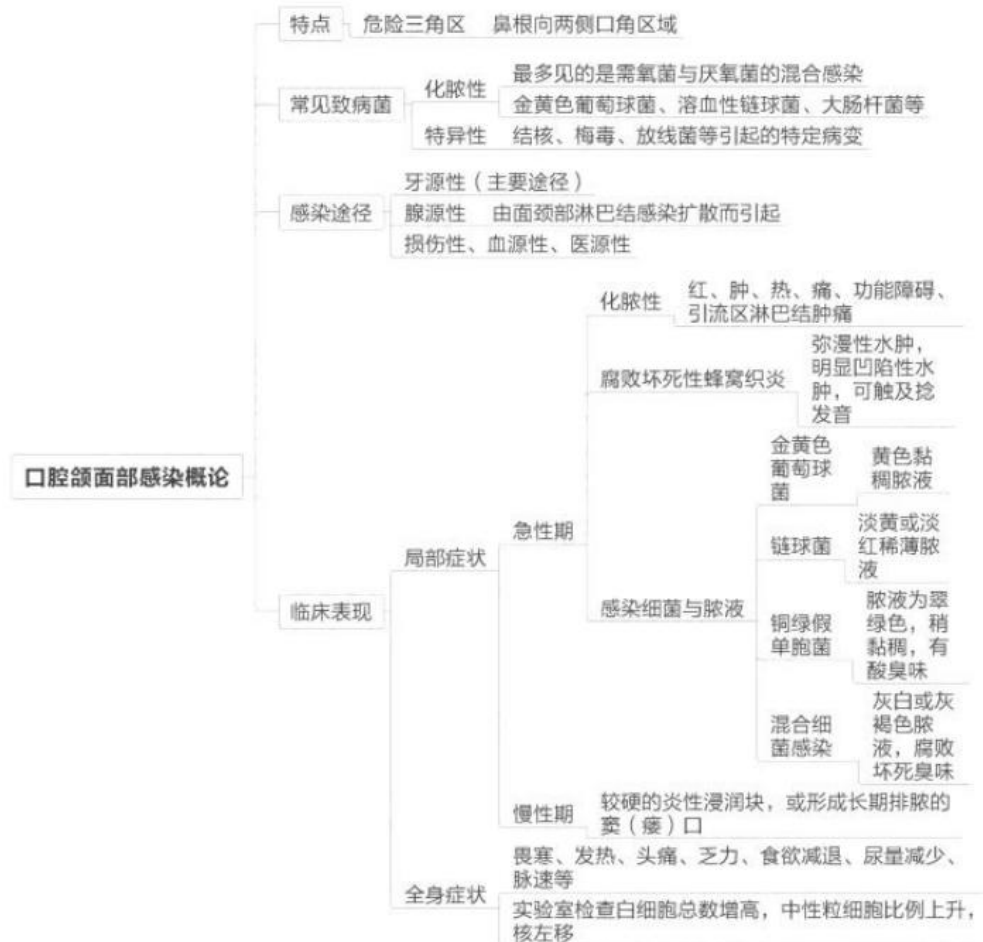 特点
危险三角区
鼻根向两侧口角区域
常见致病菌
化脓性
最多见的是需氧菌与厌氧菌的混合感染
金黄色葡萄球菌、溶血性链球菌、大肠杆菌等
特异性
结核、梅毒、放线菌等引起的特定病变
感染途径
牙源性（主要途径）
腺源性
由面颈部淋巴结感染扩散而引起
损伤性、血源性、医源性
口腔颌面部感染概论
临床表现
局部症状
急性期
化脓性
红、肿、热、痛、功能障碍、
引流区淋巴结肿痛
腐败坏死性蜂窝织炎
弥漫性水肿，
明显凹陷性水
肿，可触及捻
发音
感染细菌与脓液
金黄色
葡萄球
菌
黄色黏
稠脓液
链球菌
淡黄或淡
红稀薄脓
液
铜绿假
单胞菌
脓液为翠
绿色，稍
黏稠，有
酸臭味
混合细
菌感染
灰白或灰
褐色脓
液，腐败
坏死臭味
慢性期
较硬的炎性浸润块，或形成长期排脓的
窦（瘘）口
全身症状
畏寒、发热、头痛、乏力、食欲减退、尿量减少、
脉速等
实验室检查白细胞总数增高，中性粒细胞比例上升，
核左移